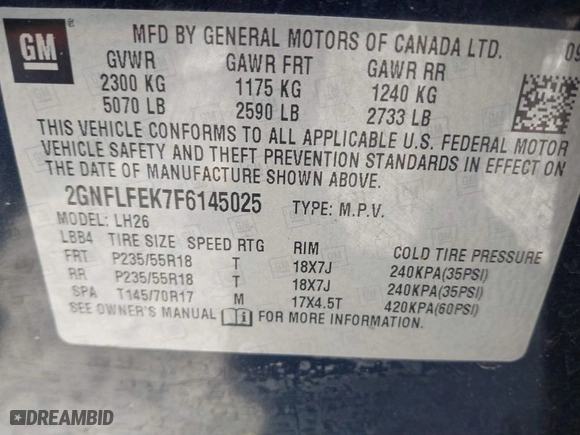 GM MFD BY GENERAL MOTORS OF CANADA LTD. 09
GVWR GAWR FRT GAWR RR
2300 KG 1175 KG 1240 KG
5070 LB 2590 LB 2733 LB
THIS VEHICLE CONFORMS TO ALL APPLICABLE U.S. FEDERAL MOTOR
VEHICLE SAFETY AND THEFT PREVENTION STANDARDS IN EFFECT ON
THE DATE OF MANUFACTURE SHOWN ABOVE.
2GNFLFEK7F6145025 TYPE: M.P.V.
MODEL: LH26
LBB4 TIRE SIZE SPEED RTG RIM COLD TIRE PRESSURE
FRT P235/55R18 T 18X7J 240KPA(35PSI)
RR P235/55R18 T 18X7J 240KPA(35PSI)
SPA T145/70R17 M 17X4.5T 420KPA(60PSI)
SEE OWNER'S MANUAL FOR MORE INFORMATION.
DREAMBID